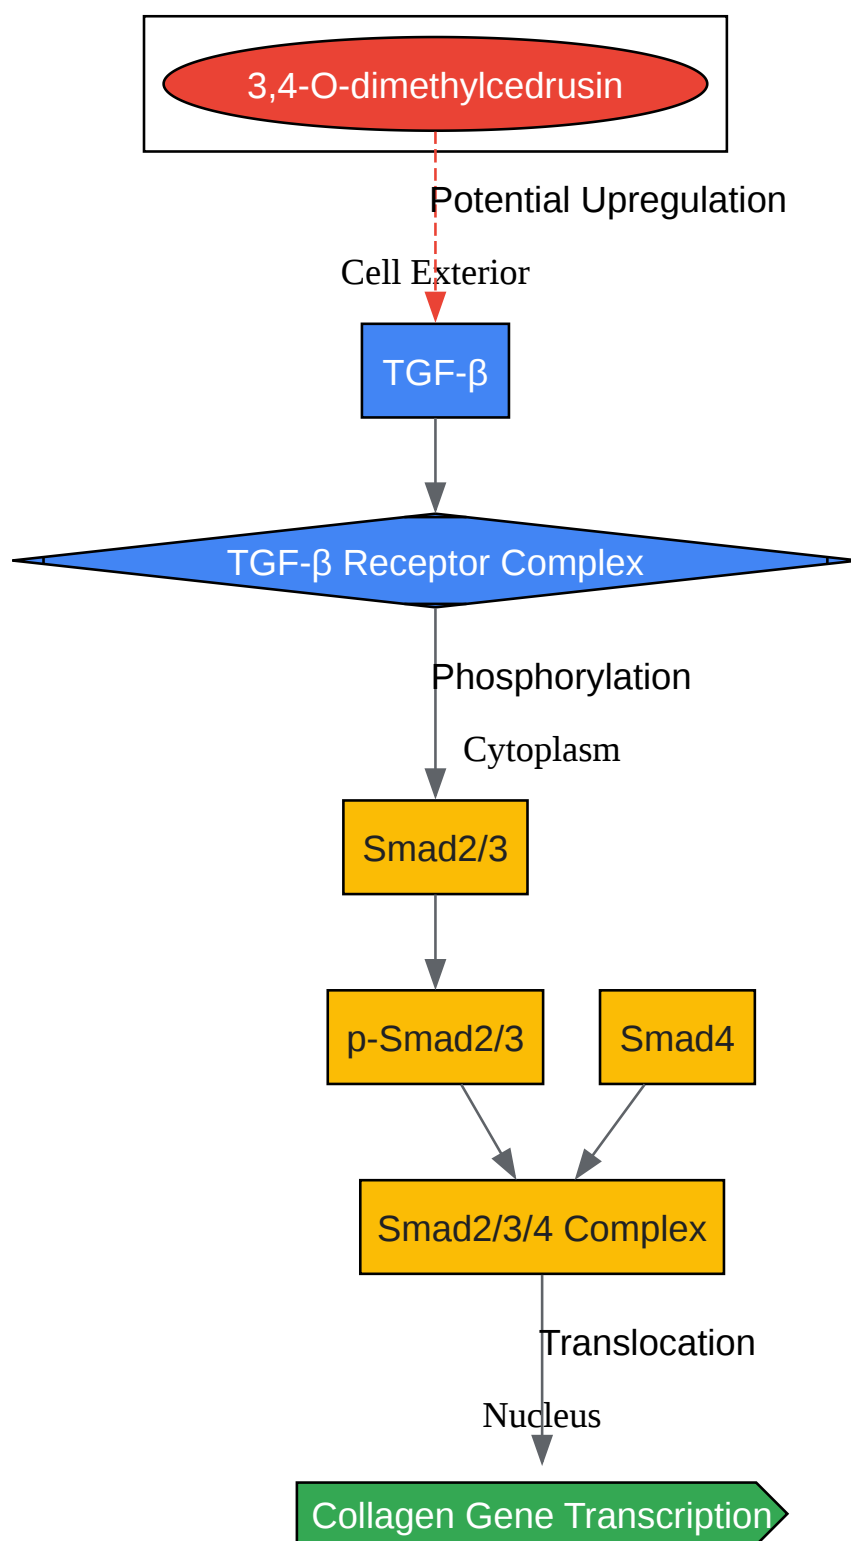 3,4-O-dimethylcedrusin
Potential Upregulation
Cell Exterior
TGF-β
TGF-β Receptor Complex
Phosphorylation
Cytoplasm
Smad2/3
p-Smad2/3
Smad4
Smad2/3/4 Complex
Translocation
Nucleus
Collagen Gene Transcription